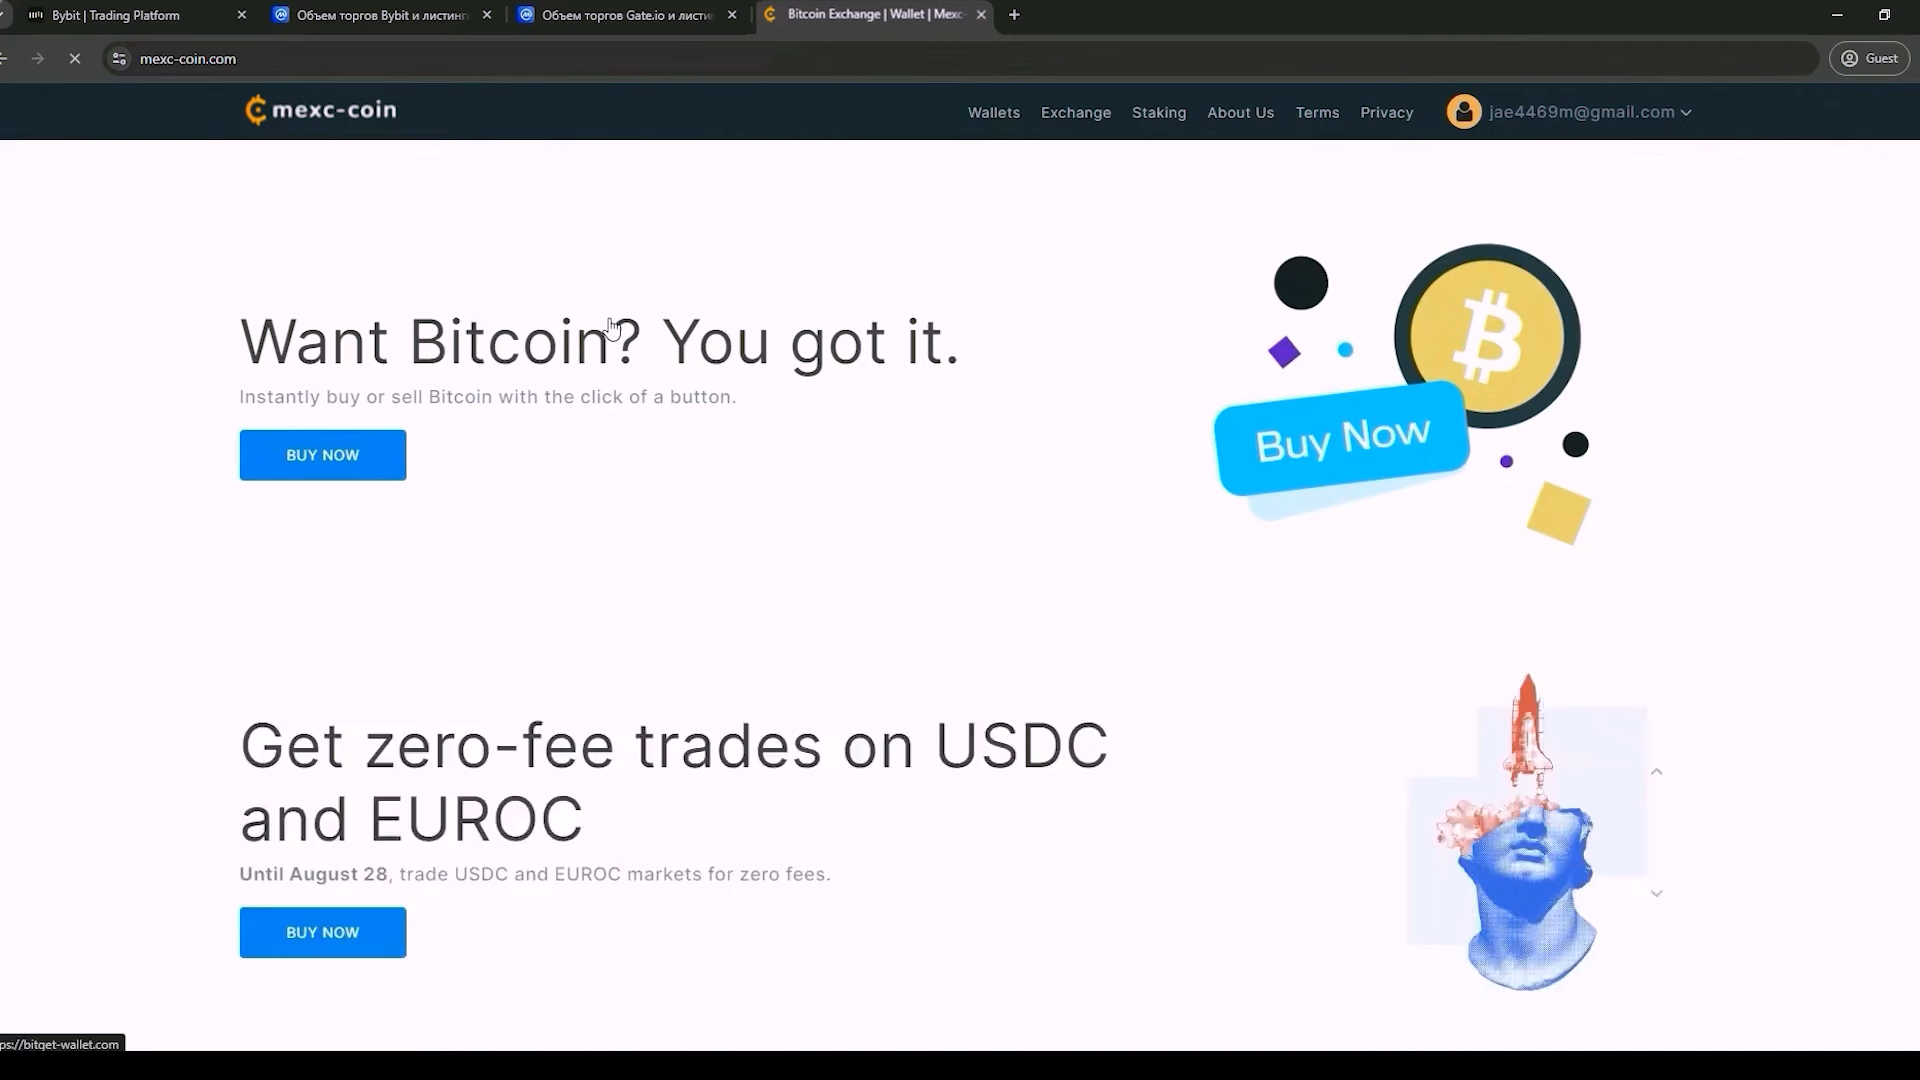 Bybit | Trading Platform
Объем торгов Bybit и листинг
Объем торгов Gate.io и листи
Bitcoin Exchange | Wallet | Mexc-
mexc-coin.com
Guest
mexc-coin
Wallets
Exchange
Staking
About Us
Terms
Privacy
jae4469m@gmail.com
Want Bitcoin? You got it.
Instantly buy or sell Bitcoin with the click of a button.
BUY NOW
Buy Now
Get zero-fee trades on USDC
and EUROC
Until August 28, trade USDC and EUROC markets for zero fees.
BUY NOW
ps://bitget-wallet.com